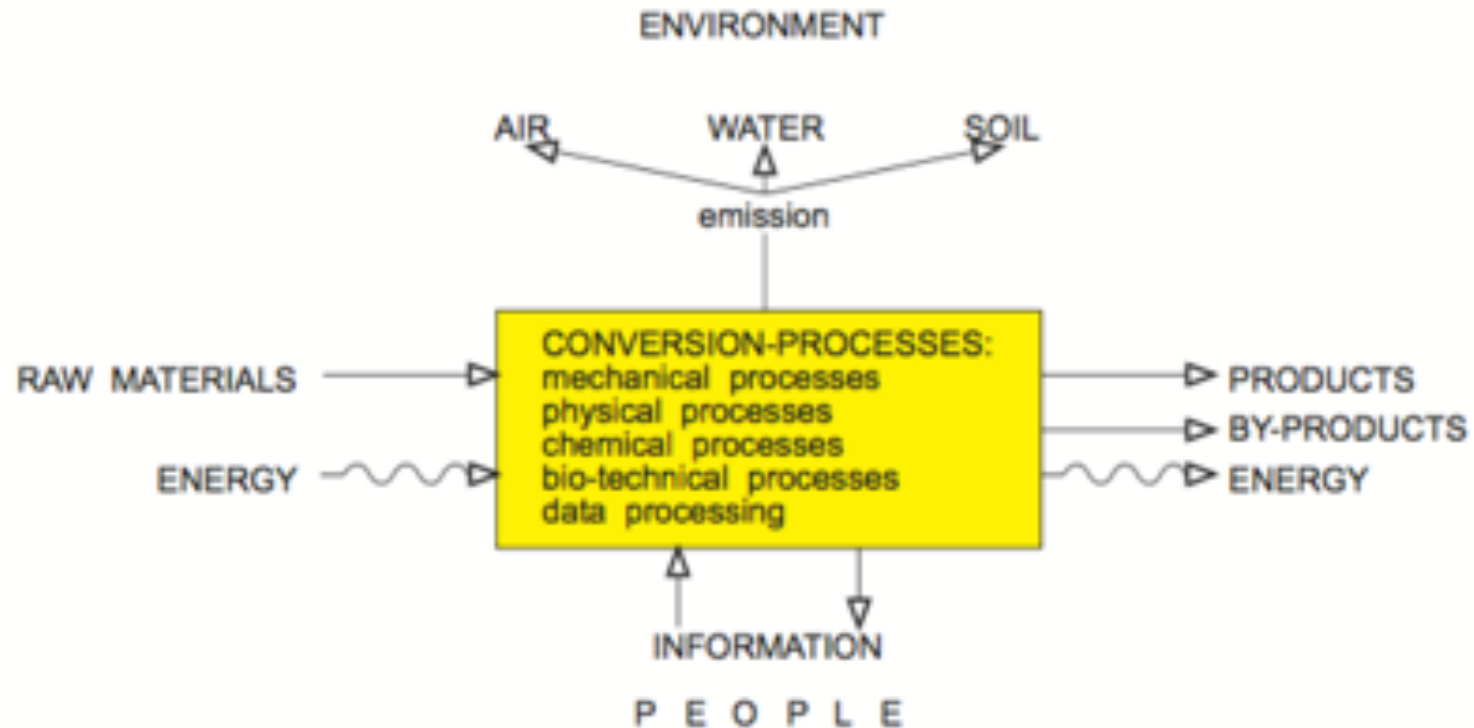 ENVIRONMENT
AIR WATER SOIL
emission
CONVERSION-PROCESSES:
RAW MATERIALS mechanical processes PRODUCTS
physical processes
BY-PRODUCTS
chemical processes
ENERGY bio-technical processes ENERGY
data processing
INFORMATION
P E O P L E